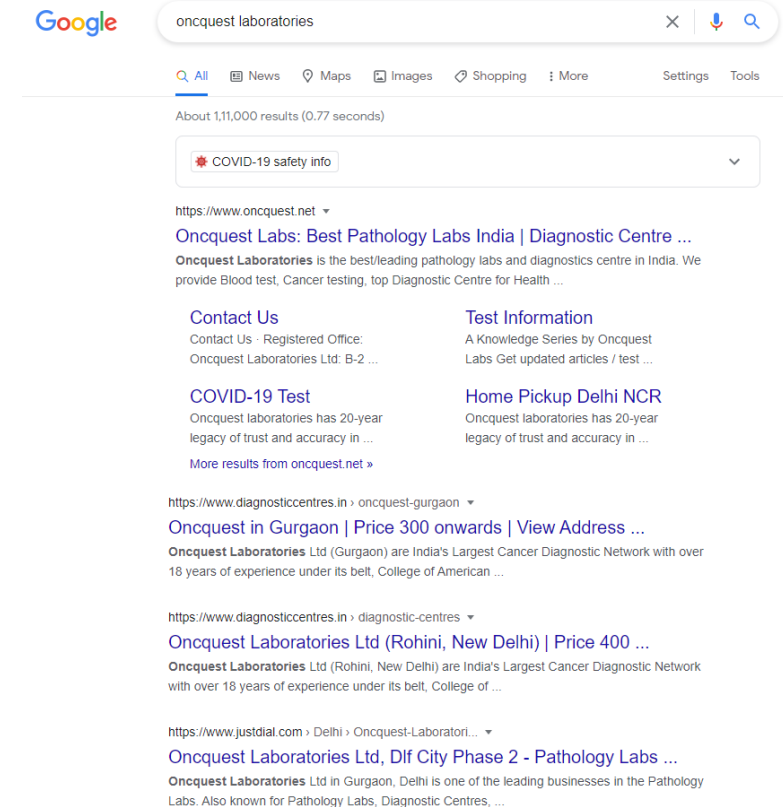 Google
oncquest laboratories
All News Maps Images Shopping More Settings Tools
About 1,11,000 results (0.77 seconds)
COVID-19 safety info
https://www.oncquest.net
Oncquest Labs: Best Pathology Labs India | Diagnostic Centre ...
Oncquest Laboratories is the best/leading pathology labs and diagnostics centre in India. We
provide Blood test, Cancer testing, top Diagnostic Centre for Health ...
Contact Us
Contact Us · Registered Office:
Oncquest Laboratories Ltd: B-2 ...
Test Information
A Knowledge Series by Oncquest
Labs Get updated articles / test ...
COVID-19 Test
Oncquest laboratories has 20-year
legacy of trust and accuracy in ...
Home Pickup Delhi NCR
Oncquest laboratories has 20-year
legacy of trust and accuracy in ...
More results from oncquest.net »
https://www.diagnosticcentres.in › oncquest-gurgaon
Oncquest in Gurgaon | Price 300 onwards | View Address ...
Oncquest Laboratories Ltd (Gurgaon) are India's Largest Cancer Diagnostic Network with over
18 years of experience under its belt, College of American ...
https://www.diagnosticcentres.in › diagnostic-centres
Oncquest Laboratories Ltd (Rohini, New Delhi) | Price 400 ...
Oncquest Laboratories Ltd (Rohini, New Delhi) are India's Largest Cancer Diagnostic Network
with over 18 years of experience under its belt, College of ...
https://www.justdial.com › Delhi › Oncquest-Laboratori...
Oncquest Laboratories Ltd, Dlf City Phase 2 - Pathology Labs ...
Oncquest Laboratories Ltd in Gurgaon, Delhi is one of the leading businesses in the Pathology
Labs. Also known for Pathology Labs, Diagnostic Centres, ...